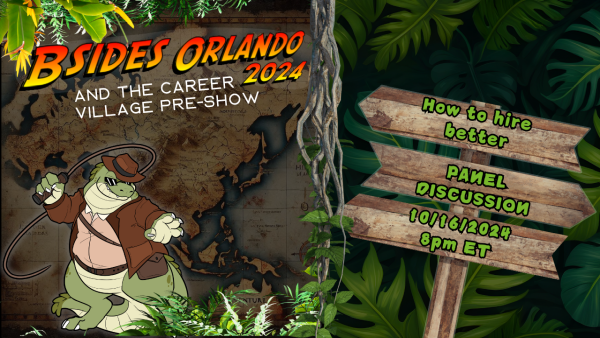 BSIDES ORLANDO
2024
AND THE CAREER
VILLAGE PRE-SHOW
How to hire
better
PANEL
DISCUSSION
10/16/2024
8pm ET